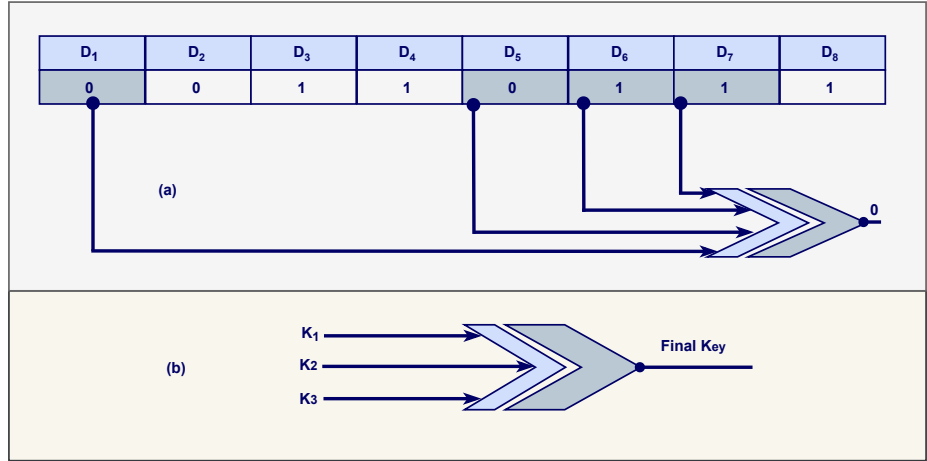 D1 D2 D3 D4 D5 D6 D7 D8
0 0 1 1 0 1 1 1
(a)
0
K1
K2
K3
(b)
Final Key